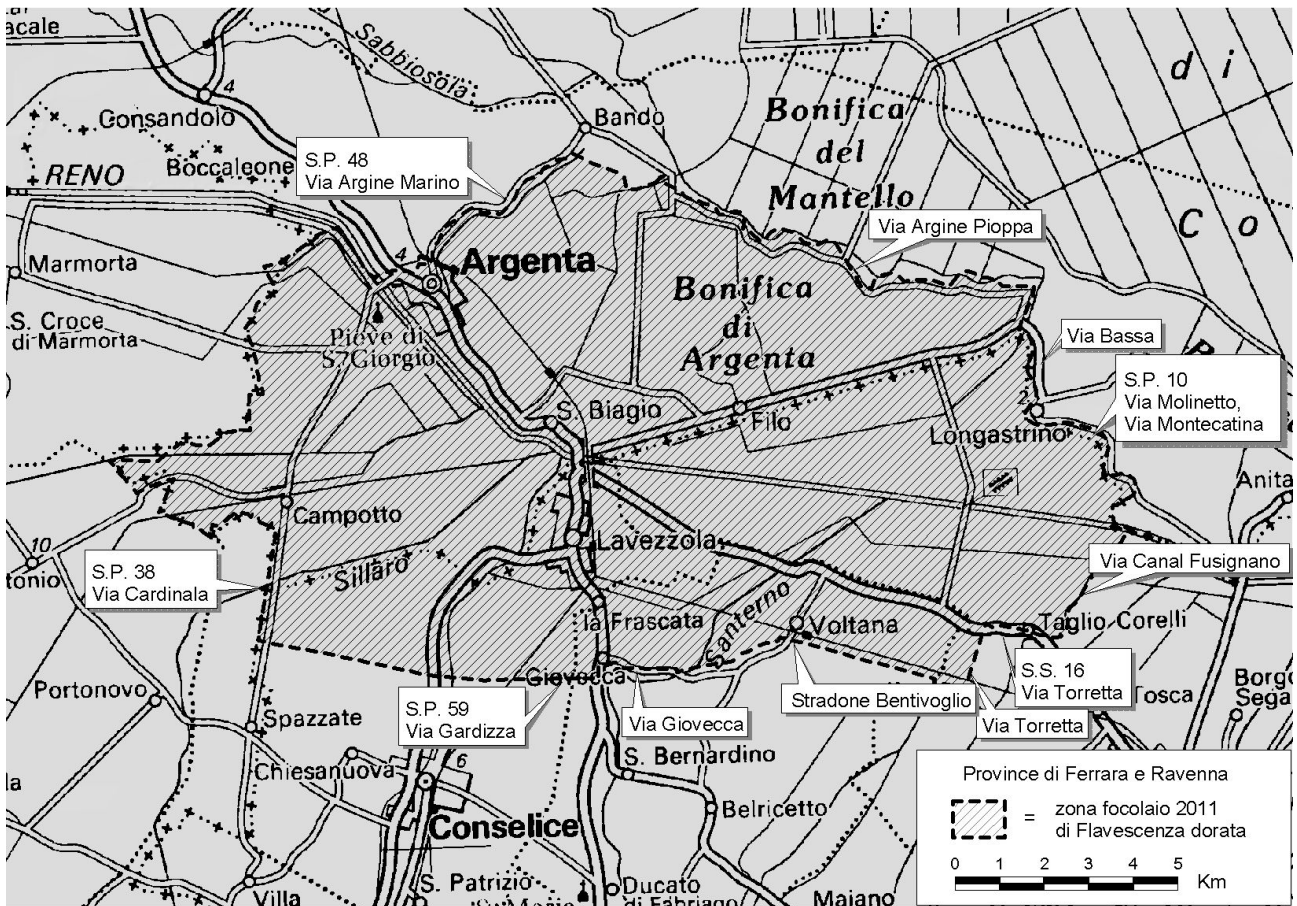 acale
Sabbiosola
4
Consandolo
Bando
Bonifica
del
Mantello
di
Co
S.P. 48
Via Argine Marino
RENO
Boccaleone
Via Argine Pioppa
4
Argenta
Marmorta
Bonifica
di
Argenta
S. Croce
di Marmorta
Pieve di
S. Giorgio
Via Bassa
S.P. 10
Via Molinetto,
Via Montecatina
2
S. Biagio
Filo
Longastrino
Anita
Campotto
10
tonio
Lavezzola
Sillaro
S.P. 38
Via Cardinala
Via Canal Fusignano
la Frascata
Santerno
Voltana
Taglio Corelli
Giovecca
S.S. 16
Via Torretta
Tosca
Portonovo
S.P. 59
Via Gardizza
Via Giovecca
Stradone Bentivoglio
Via Torretta
Borgo
Sega
Spazzate
Chiesanuova
6
S. Bernardino
Belricetto
Conselice
Province di Ferrara e Ravenna
= zona focolaio 2011
di Flavescenza dorata
0 1 2 3 4 5
Km
la
Villa
S. Patrizio
Ducato
di Fabriago
Maiano